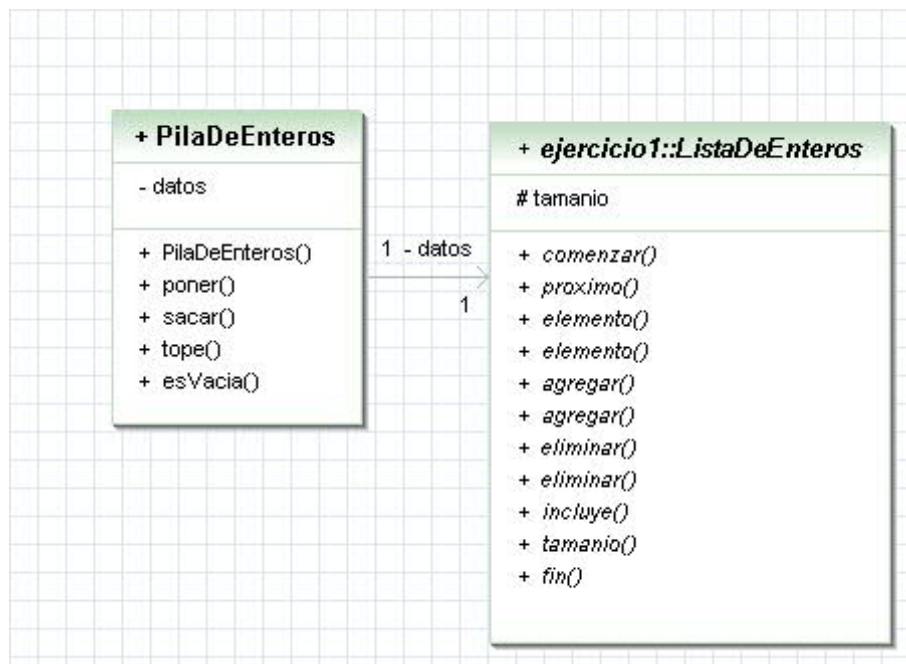 + PilaDeEnteros
- datos
+ PilaDeEnteros()
+ poner()
+ sacar()
+ tope()
+ esVacia()
1 - datos
1
+ ejercicio1::ListaDeEnteros
# tamanio
+ comenzar()
+ proximo()
+ elemento()
+ elemento()
+ agregar()
+ agregar()
+ eliminar()
+ eliminar()
+ incluye()
+ tamanio()
+ fin()